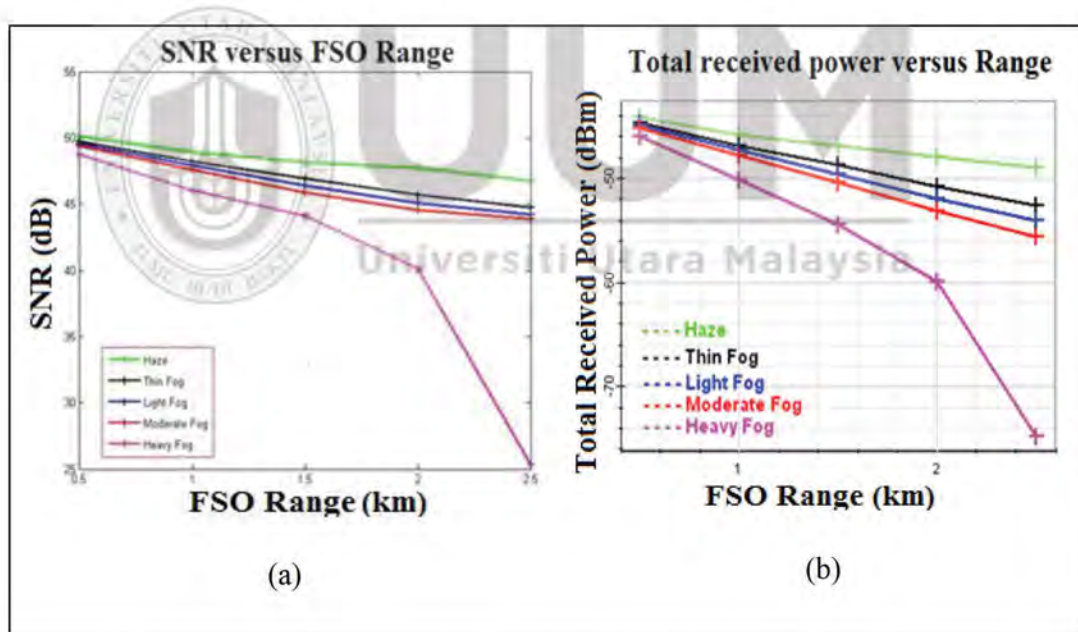 UUM
Universiti Utara Malaysia
SNR versus FSO Range
SNR (dB)
55
50
45
40
35
30
25
0.5
1
1.5
2
2.5
Haze
Thin Fog
Light Fog
Moderate Fog
Heavy Fog
FSO Range (km)
(a)
Total received power versus Range
Total Received Power (dBm)
-50
-60
-70
1
2
Haze
Thin Fog
Light Fog
Moderate Fog
Heavy Fog
FSO Range (km)
(b)